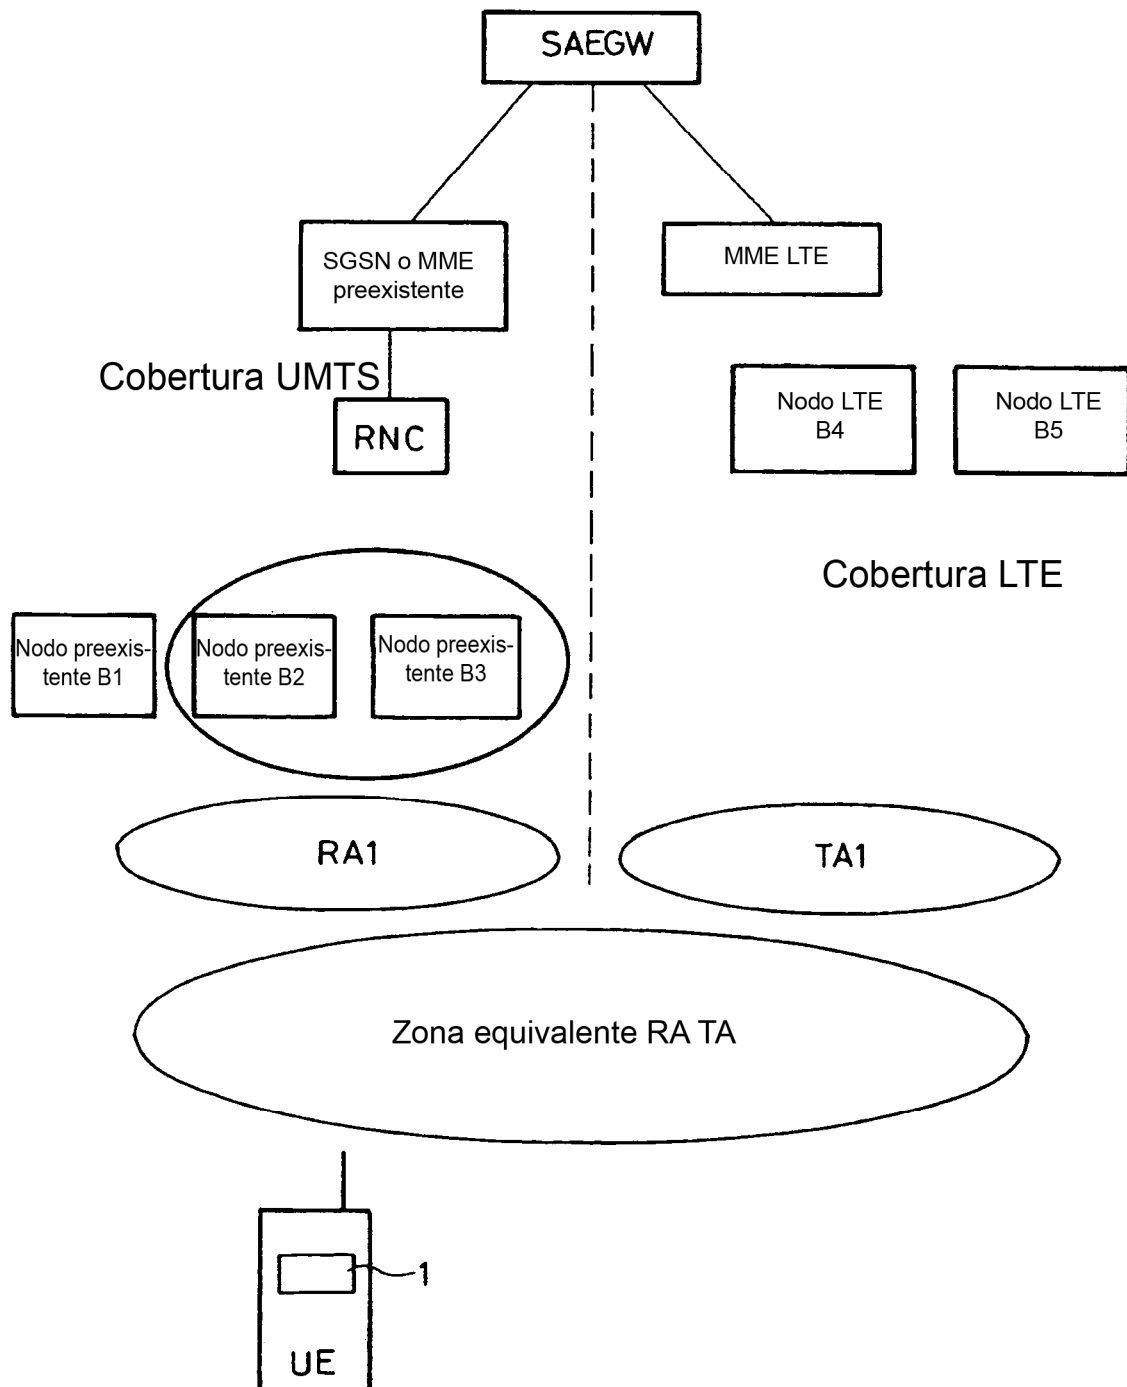 SAEGW
SGSN o MME
preexistente
MME LTE
Cobertura UMTS
RNC
Nodo LTE
B4
Nodo LTE
B5
Cobertura LTE
Nodo preexis-
tente B1
Nodo preexis-
tente B2
Nodo preexis-
tente B3
RA1
TA1
Zona equivalente RA TA
1
UE